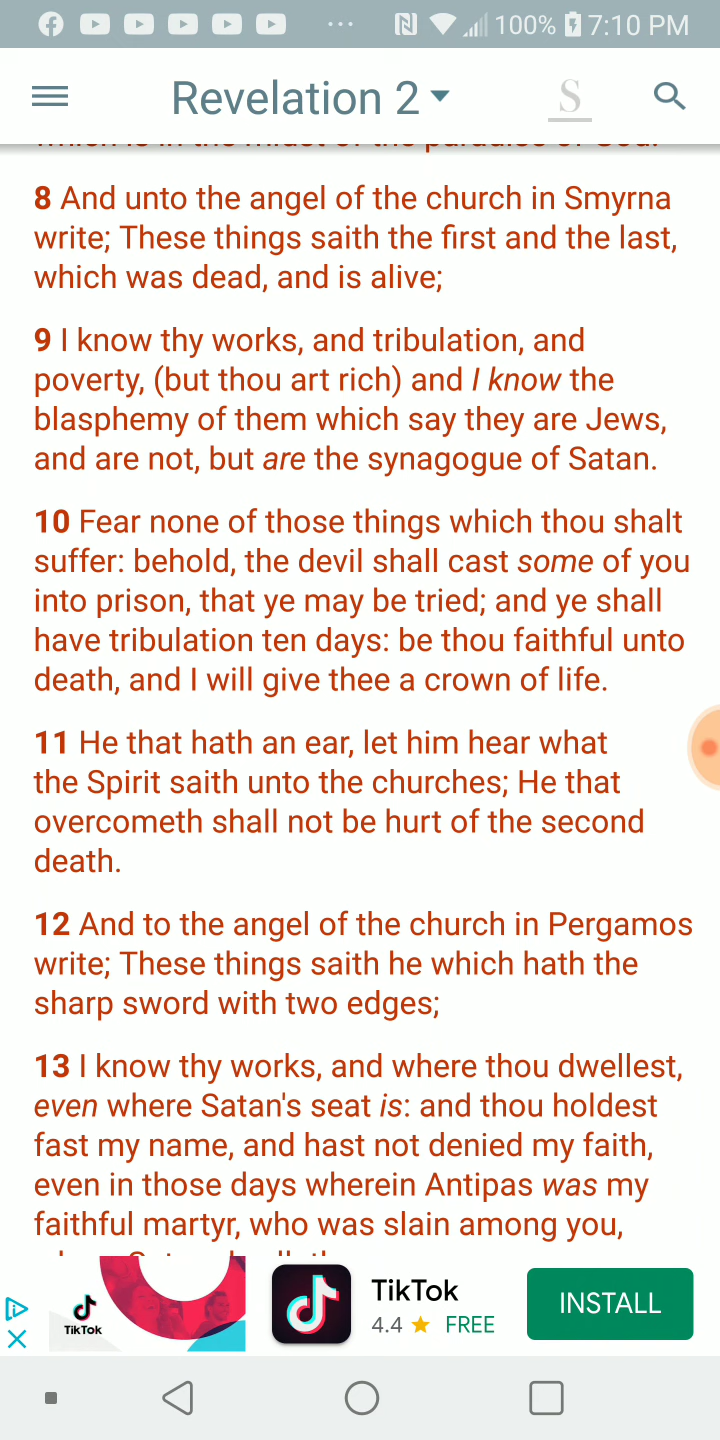 100% 7:10 PM
Revelation 2
S
which is in the midst of the paradise of God.
8 And unto the angel of the church in Smyrna
write; These things saith the first and the last,
which was dead, and is alive;
9 I know thy works, and tribulation, and
poverty, (but thou art rich) and I know the
blasphemy of them which say they are Jews,
and are not, but are the synagogue of Satan.
10 Fear none of those things which thou shalt
suffer: behold, the devil shall cast some of you
into prison, that ye may be tried; and ye shall
have tribulation ten days: be thou faithful unto
death, and I will give thee a crown of life.
11 He that hath an ear, let him hear what
the Spirit saith unto the churches; He that
overcometh shall not be hurt of the second
death.
12 And to the angel of the church in Pergamos
write; These things saith he which hath the
sharp sword with two edges;
13 I know thy works, and where thou dwellest,
even where Satan's seat is: and thou holdest
fast my name, and hast not denied my faith,
even in those days wherein Antipas was my
faithful martyr, who was slain among you,
TikTok
TikTok
4.4 FREE
INSTALL